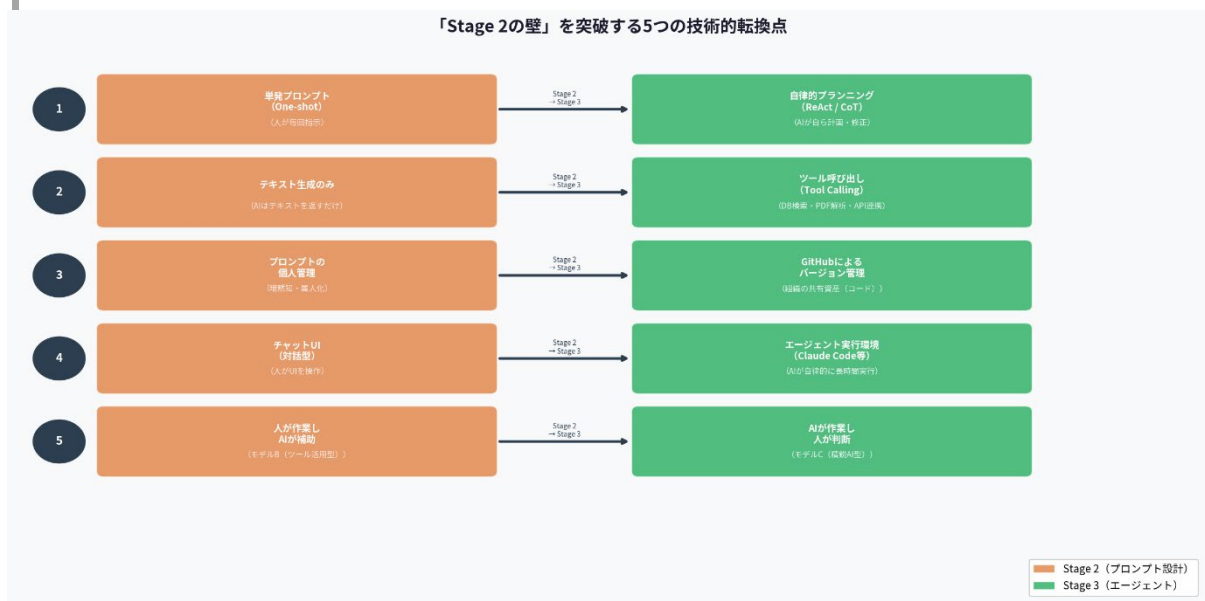 「Stage 2の壁」を突破する5つの技術的転換点
1
単発プロンプト
（One-shot）
（人が毎回指示）
Stage 2
→ Stage 3
自律的プランニング
（ReAct / CoT）
（AIが自ら計画・修正）
2
テキスト生成のみ
（AIはテキストを返すだけ）
Stage 2
→ Stage 3
ツール呼び出し
（Tool Calling）
（DB検索・PDF解析・API連携）
3
プロンプトの
個人管理
（暗黙知・属人化）
Stage 2
→ Stage 3
GitHubによる
バージョン管理
（組織の共有資産（コード））
4
チャットUI
（対話型）
（人がUIを操作）
Stage 2
→ Stage 3
エージェント実行環境
（Claude Code等）
（AIが自律的に長時間実行）
5
人が作業し
AIが補助
（モデルB（ツール活用型））
Stage 2
→ Stage 3
AIが作業し
人が判断
（モデルC（AI型））
Stage 2（プロンプト設計）
Stage 3（エージェント）